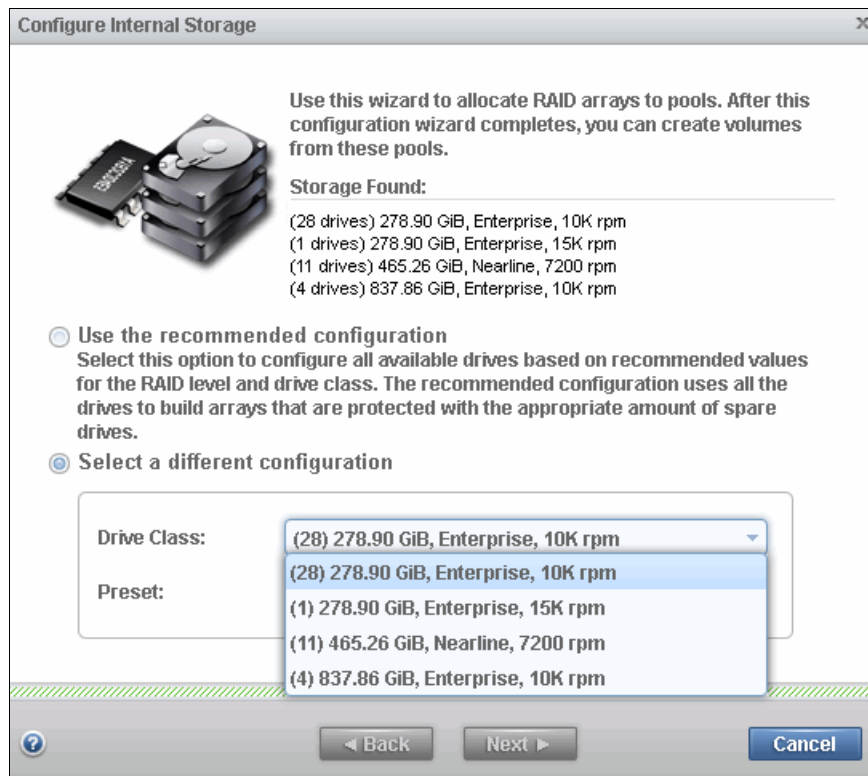 Configure Internal Storage
x
Use this wizard to allocate RAID arrays to pools. After this
configuration wizard completes, you can create volumes
from these pools.
Storage Found:
(28 drives) 278.90 GiB, Enterprise, 10K rpm
(1 drives) 278.90 GiB, Enterprise, 15K rpm
(11 drives) 465.26 GiB, Nearline, 7200 rpm
(4 drives) 837.86 GiB, Enterprise, 10K rpm
Use the recommended configuration
Select this option to configure all available drives based on recommended values
for the RAID level and drive class. The recommended configuration uses all the
drives to build arrays that are protected with the appropriate amount of spare
drives.
Select a different configuration
Drive Class:
(28) 278.90 GiB, Enterprise, 10K rpm
(28) 278.90 GiB, Enterprise, 10K rpm
Preset:
(1) 278.90 GiB, Enterprise, 15K rpm
(11) 465.26 GiB, Nearline, 7200 rpm
(4) 837.86 GiB, Enterprise, 10K rpm
?
Back
Next
Cancel